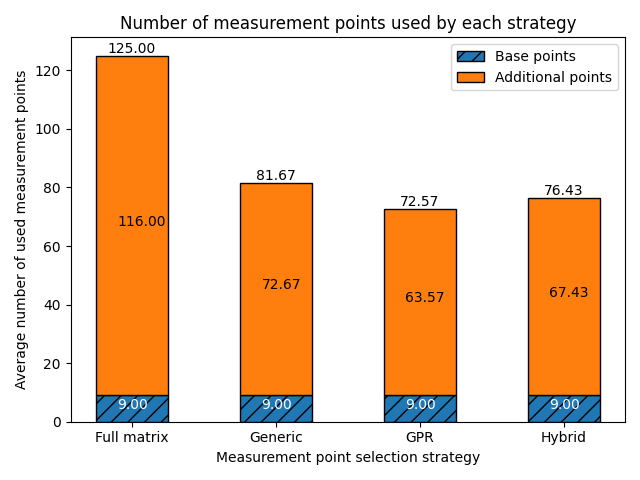 Number of measurement points used by each strategy
Average number of used measurement points
0
20
40
60
80
100
120
Base points
Additional points
125.00
116.00
9.00
81.67
72.67
9.00
72.57
63.57
9.00
76.43
67.43
9.00
Full matrix
Generic
GPR
Hybrid
Measurement point selection strategy